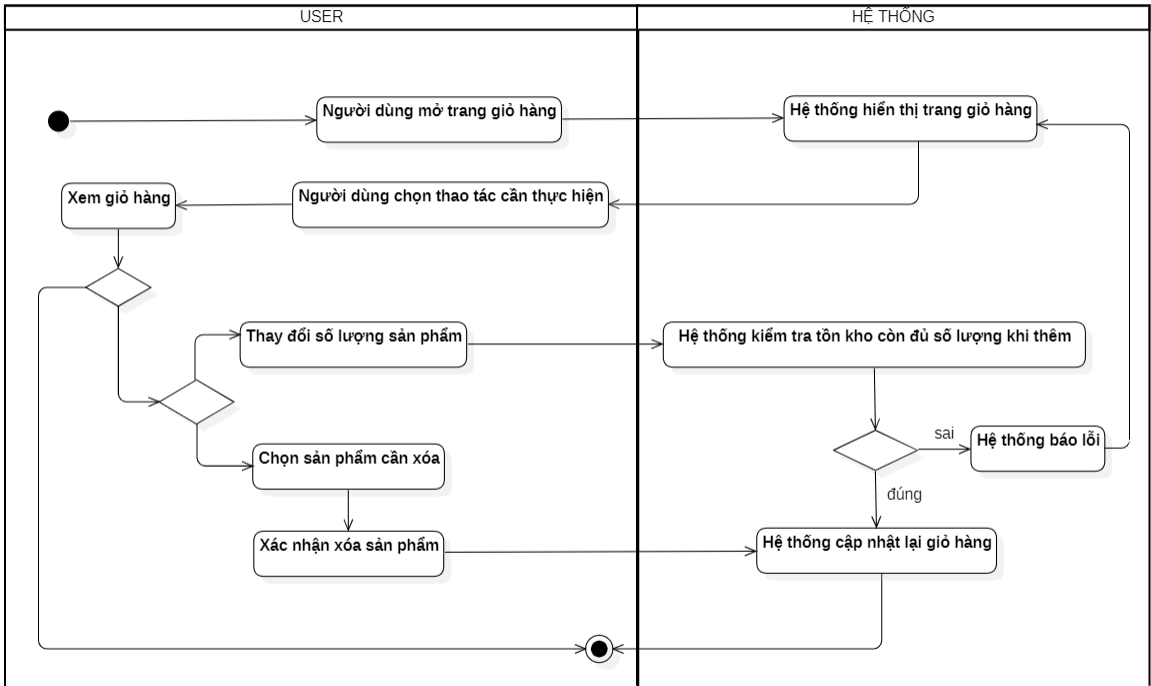 USER
HỆ THỐNG
Người dùng mở trang giỏ hàng
Hệ thống hiển thị trang giỏ hàng
Xem giỏ hàng
Người dùng chọn thao tác cần thực hiện
Thay đổi số lượng sản phẩm
Hệ thống kiểm tra tồn kho còn đủ số lượng khi thêm
sai
Hệ thống báo lỗi
Chọn sản phẩm cần xóa
đúng
Xác nhận xóa sản phẩm
Hệ thống cập nhật lại giỏ hàng